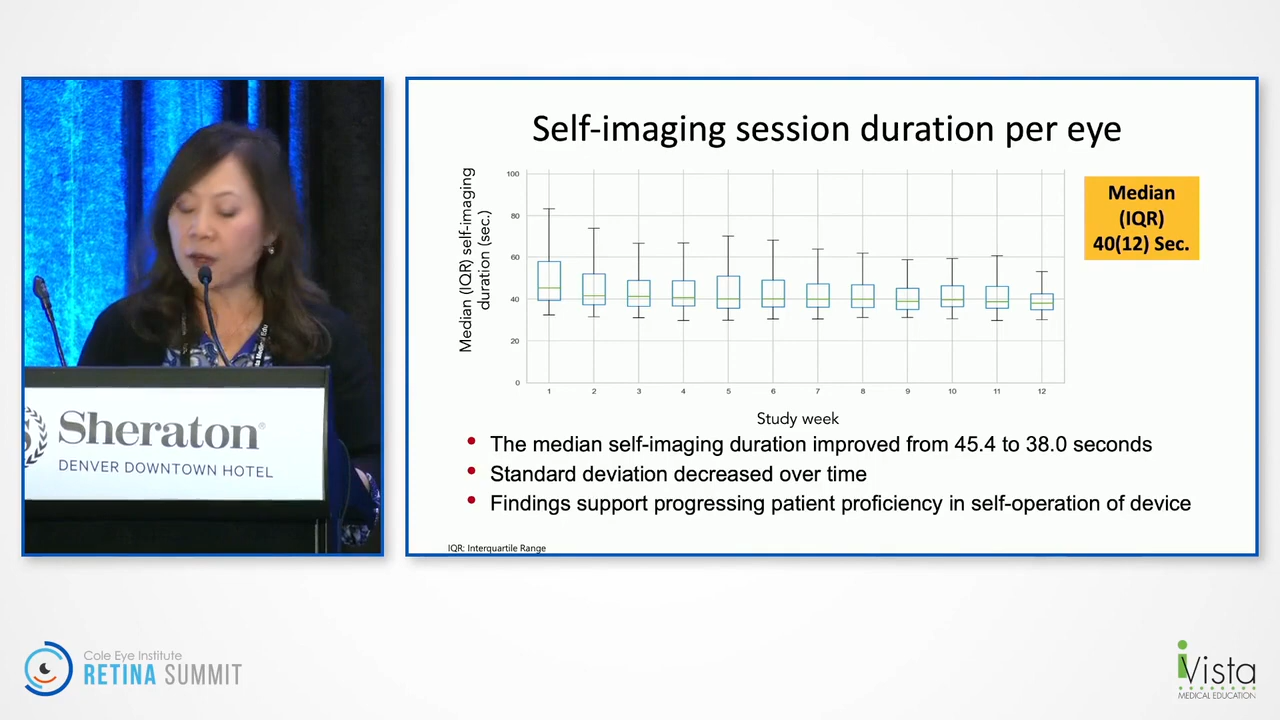 Self-imaging session duration per eye
Median (IQR) self-imaging
duration (sec.)
100
80
60
40
20
0
1 2 3 4 5 6 7 8 9 10 11 12
Study week
Median
(IQR)
40(12) Sec.
• The median self-imaging duration improved from 45.4 to 38.0 seconds
• Standard deviation decreased over time
• Findings support progressing patient proficiency in self-operation of device
IQR: Interquartile Range
Sheraton®
DENVER DOWNTOWN HOTEL
Cole Eye Institute
RETINA SUMMIT
iVista
MEDICAL EDUCATION